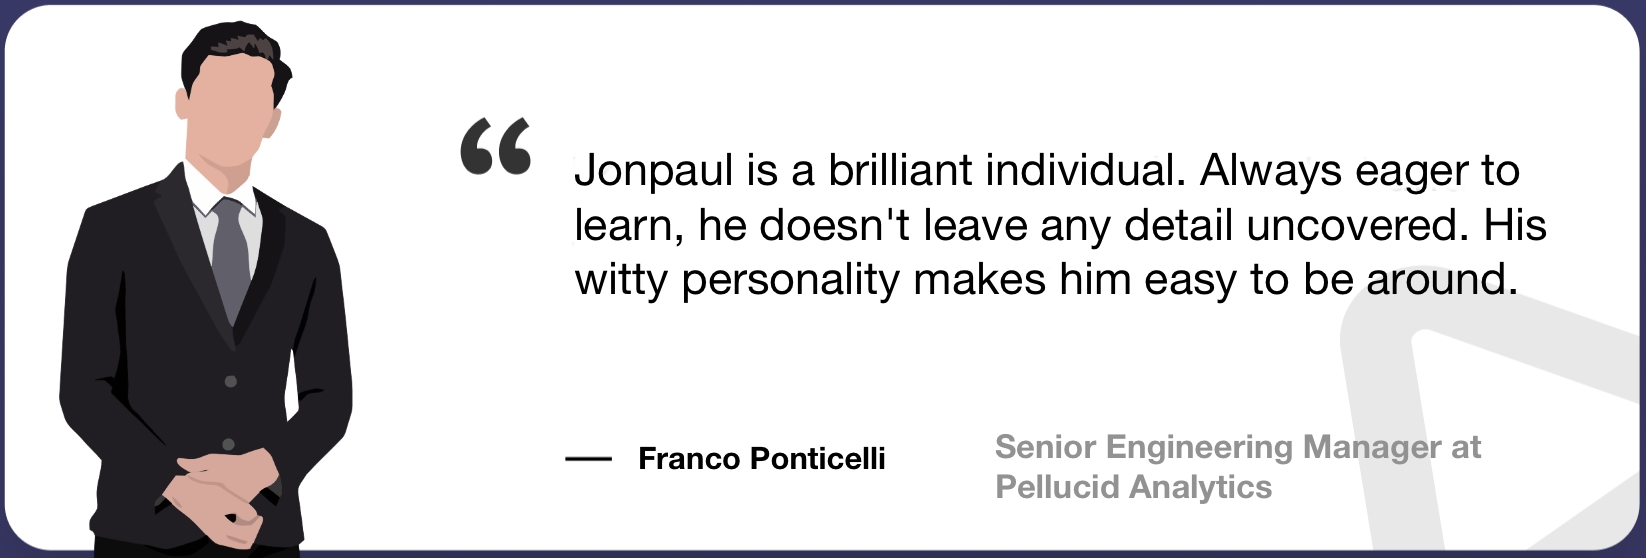 “
Jonpaul is a brilliant individual. Always eager to
learn, he doesn't leave any detail uncovered. His
witty personality makes him easy to be around.
— Franco Ponticelli
Senior Engineering Manager at
Pellucid Analytics